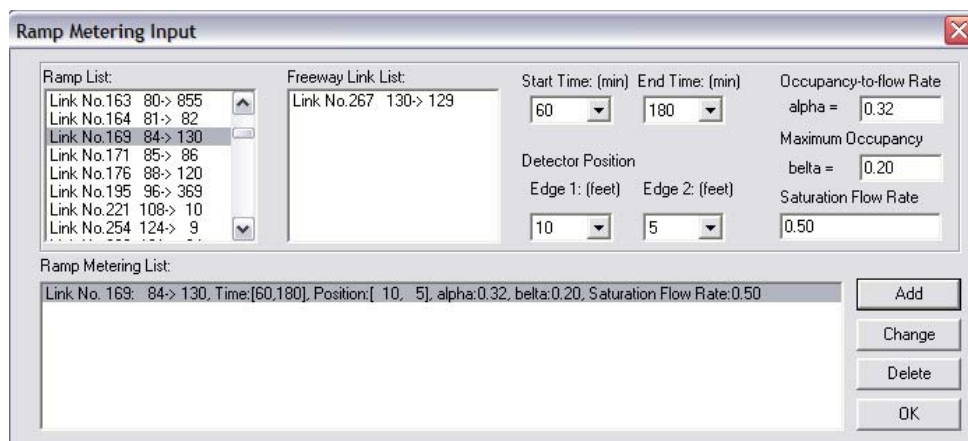 Ramp Metering Input
Ramp List:
Link No.163 80-> 855
Link No.164 81-> 82
Link No.169 84-> 130
Link No.171 85-> 86
Link No.176 88-> 120
Link No.195 96-> 369
Link No.221 108-> 10
Link No.254 124-> 9
Freeway Link List:
Link No.267 130-> 129
Start Time: (min) End Time: (min)
60 180
Detector Position
Edge 1: (feet) Edge 2: (feet)
10 5
Occupancy-to-flow Rate
alpha = 0.32
Maximum Occupancy
belta = 0.20
Saturation Flow Rate
0.50
Ramp Metering List:
Link No. 169: 84-> 130, Time:[60,180], Position:[ 10, 5], alpha:0.32, belta:0.20, Saturation Flow Rate:0.50
Add
Change
Delete
OK